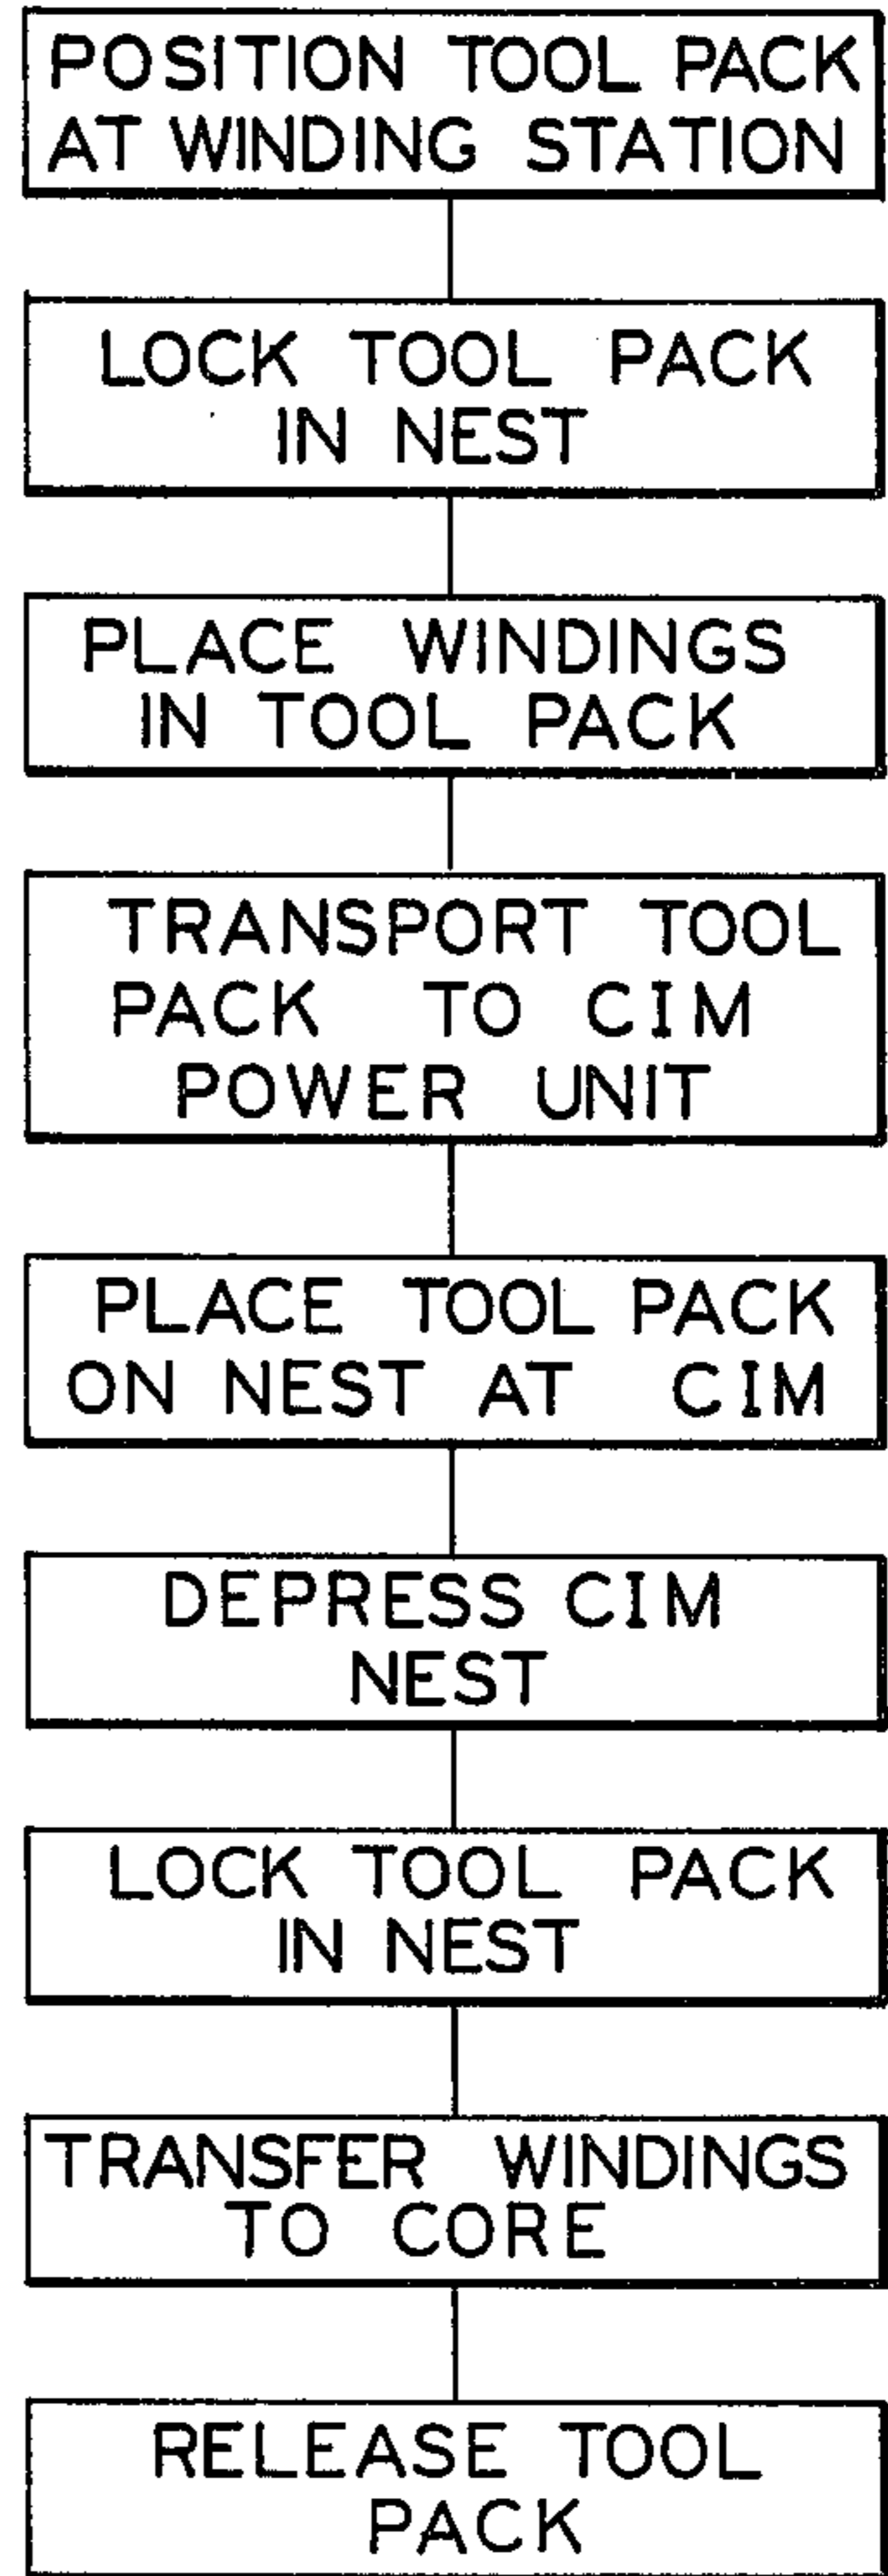 POSITION TOOL PACK
AT WINDING STATION
LOCK TOOL PACK
IN NEST
PLACE WINDINGS
IN TOOL PACK
TRANSPORT TOOL
PACK TO CIM
POWER UNIT
PLACE TOOL PACK
ON NEST AT CIM
DEPRESS CIM
NEST
LOCK TOOL PACK
IN NEST
TRANSFER WINDINGS
TO CORE
RELEASE TOOL
PACK